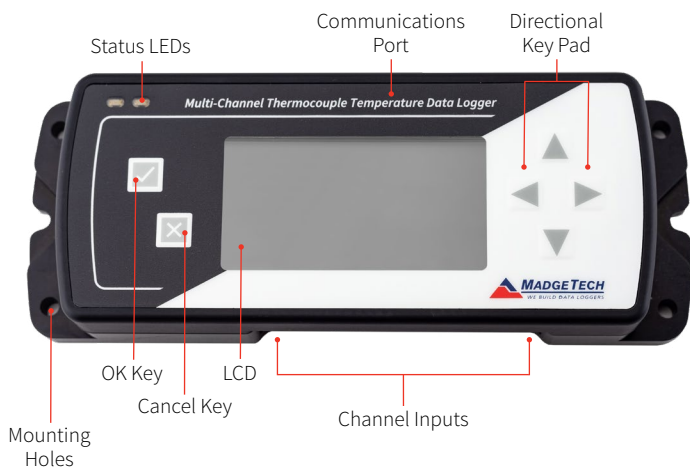 Communications
Port
Directional
Key Pad
Status LEDs
Multi-Channel Thermocouple Temperature Data Logger
MADGETECH
WE BUILD DATA LOGGERS
OK Key
LCD
Cancel Key
Channel Inputs
Mounting
Holes